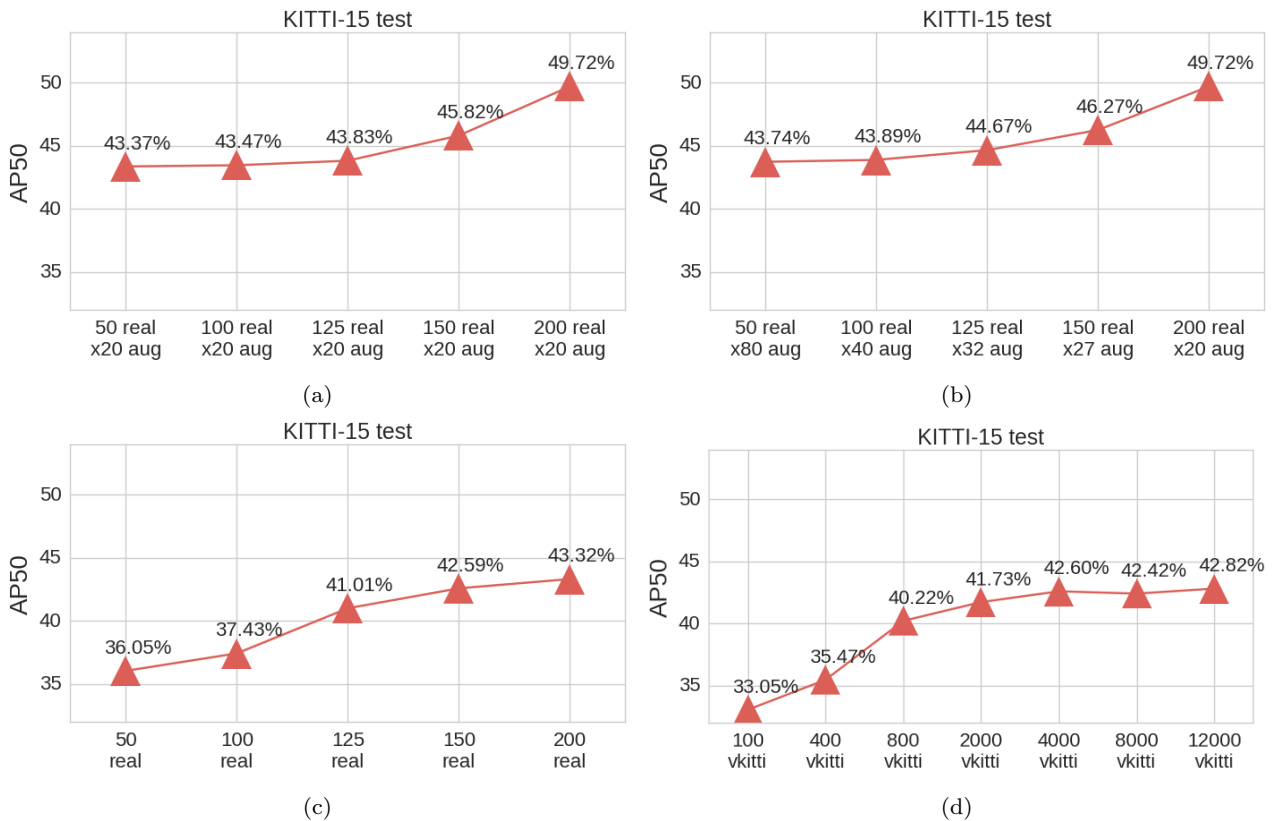 KITTI-15 test
AP50
50
45
40
35
43.37%
43.47%
43.83%
45.82%
49.72%
50 real 100 real 125 real 150 real 200 real
x20 aug x20 aug x20 aug x20 aug x20 aug
(a)
KITTI-15 test
AP50
50
45
40
35
43.74%
43.89%
44.67%
46.27%
49.72%
50 real 100 real 125 real 150 real 200 real
x80 aug x40 aug x32 aug x27 aug x20 aug
(b)
KITTI-15 test
AP50
50
45
40
35
36.05%
37.43%
41.01%
42.59%
43.32%
50 100 125 150 200
real real real real real
(c)
KITTI-15 test
AP50
50
45
40
35
33.05%
35.47%
40.22%
41.73%
42.60%
42.42%
42.82%
100 400 800 2000 4000 8000 12000
vkitti vkitti vkitti vkitti vkitti vkitti vkitti
(d)